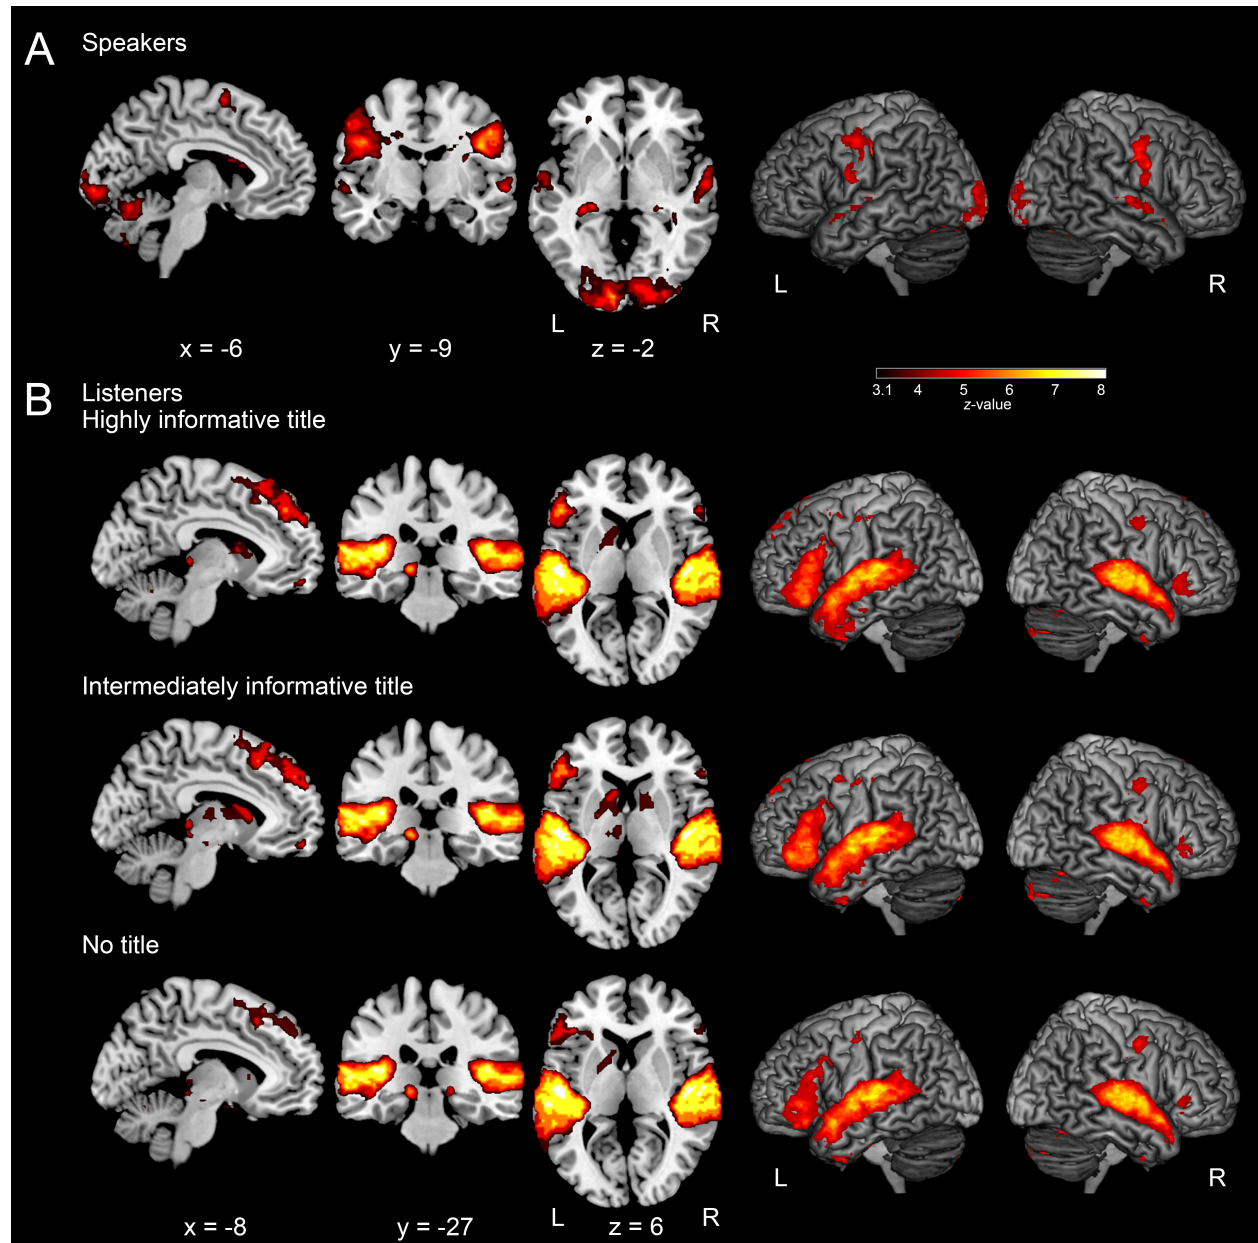 A
Speakers
L
R
L
R
x = -6
y = -9
z = -2
3.1 4 5 6 7 8
z-value
B
Listeners
Highly informative title
Intermediately informative title
No title
L
R
L
R
x = -8
y = -27
z = 6